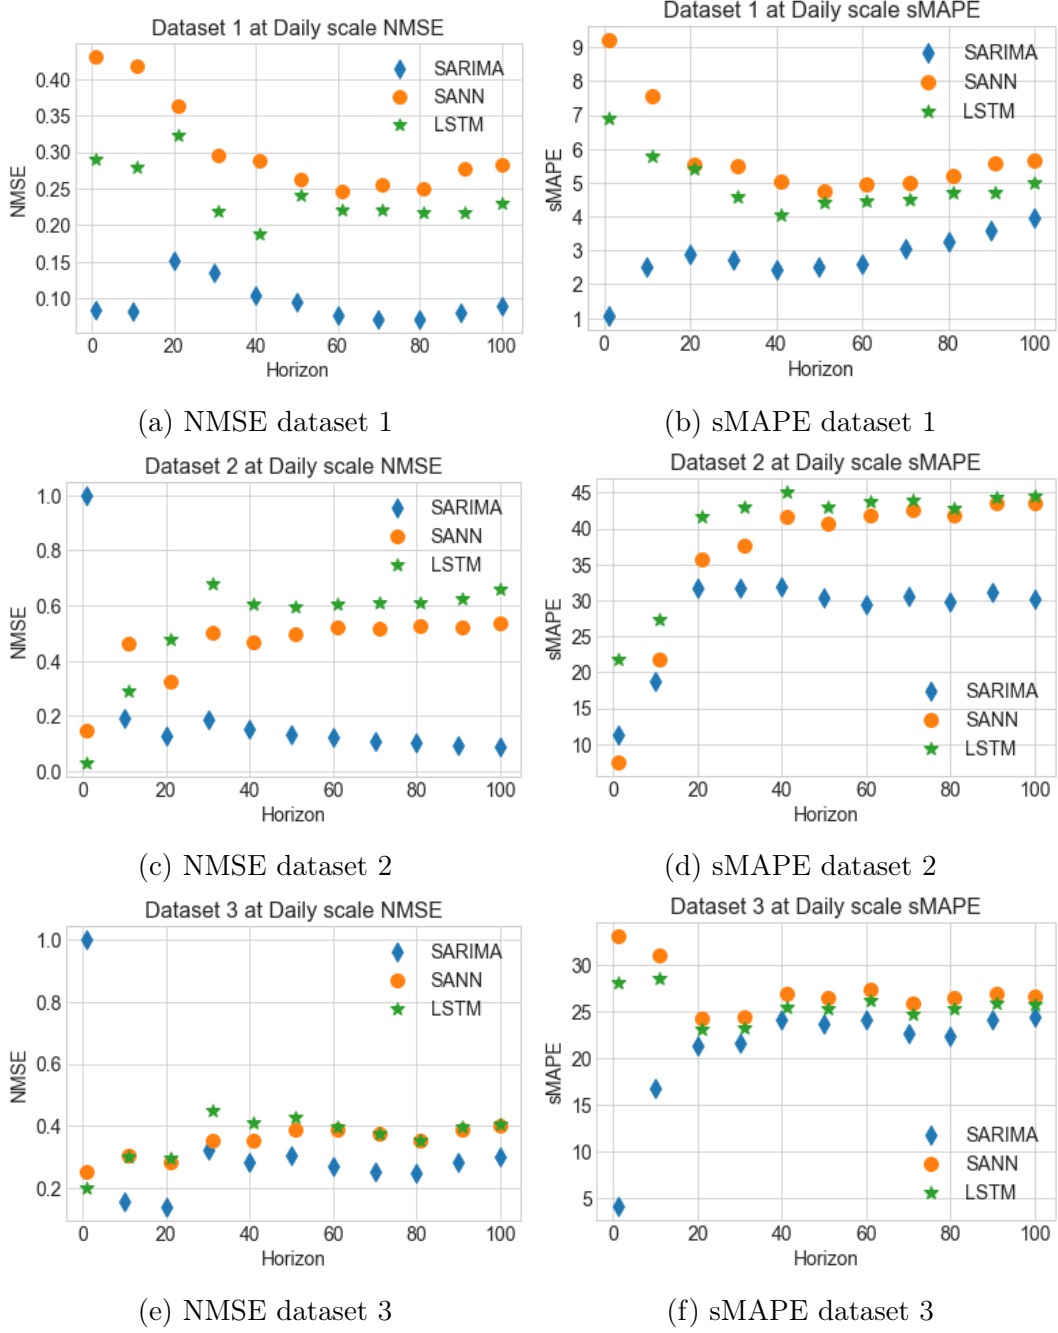 Dataset 1 at Daily scale NMSE
SARIMA
SANN
LSTM
0.40
0.35
0.30
0.25
0.20
0.15
0.10
NMSE
0 20 40 60 80 100
Horizon
(a) NMSE dataset 1
Dataset 1 at Daily scale sMAPE
SARIMA
SANN
LSTM
9
8
7
6
5
4
3
2
1
sMAPE
0 20 40 60 80 100
Horizon
(b) sMAPE dataset 1
Dataset 2 at Daily scale NMSE
SARIMA
SANN
LSTM
1.0
0.8
0.6
0.4
0.2
0.0
NMSE
0 20 40 60 80 100
Horizon
(c) NMSE dataset 2
Dataset 2 at Daily scale sMAPE
45
40
35
30
25
20
15
10
sMAPE
SARIMA
SANN
LSTM
0 20 40 60 80 100
Horizon
(d) sMAPE dataset 2
Dataset 3 at Daily scale NMSE
SARIMA
SANN
LSTM
1.0
0.8
0.6
0.4
0.2
NMSE
0 20 40 60 80 100
Horizon
(e) NMSE dataset 3
Dataset 3 at Daily scale sMAPE
30
25
20
15
10
5
sMAPE
SARIMA
SANN
LSTM
0 20 40 60 80 100
Horizon
(f) sMAPE dataset 3